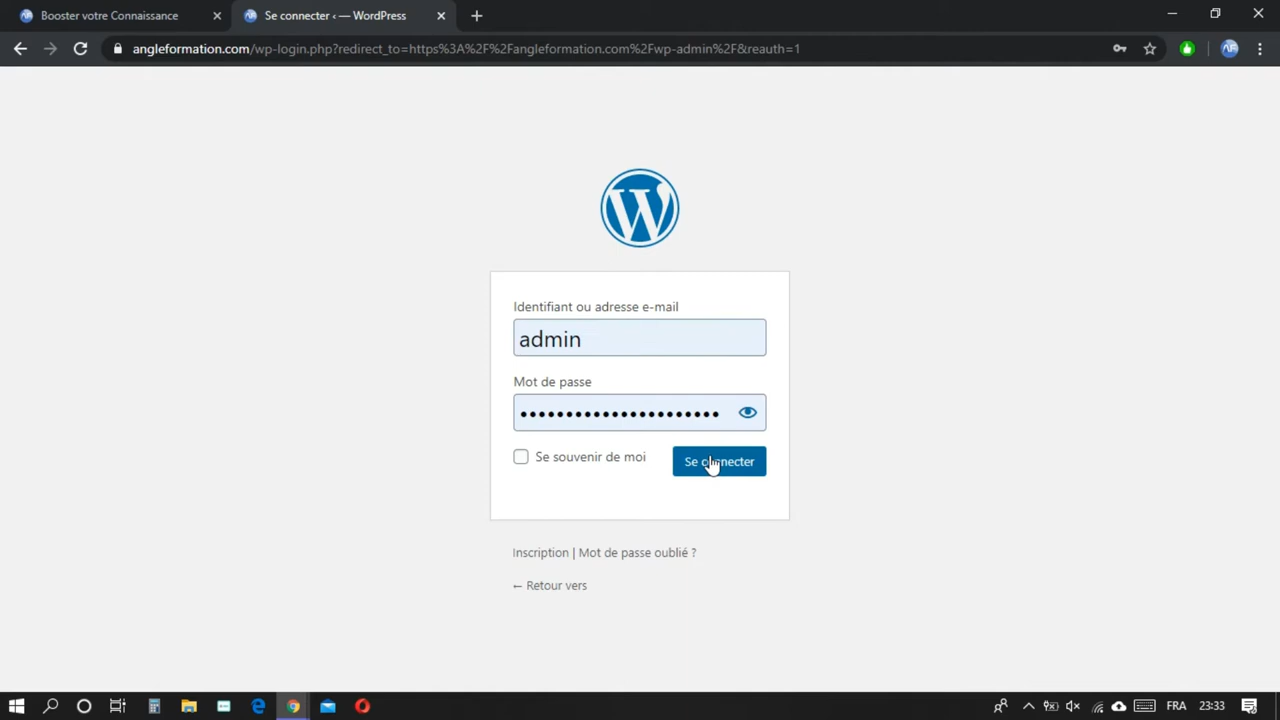 Booster votre Connaissance
Se connecter ‹ — WordPress
angleformation.com/wp-login.php?redirect_to=https%3A%2F%2Fangleformation.com%2Fwp-admin%2F&reauth=1
Identifiant ou adresse e-mail
admin
Mot de passe
Se souvenir de moi
Se connecter
Inscription | Mot de passe oublié ?
← Retour vers
FRA
23:33